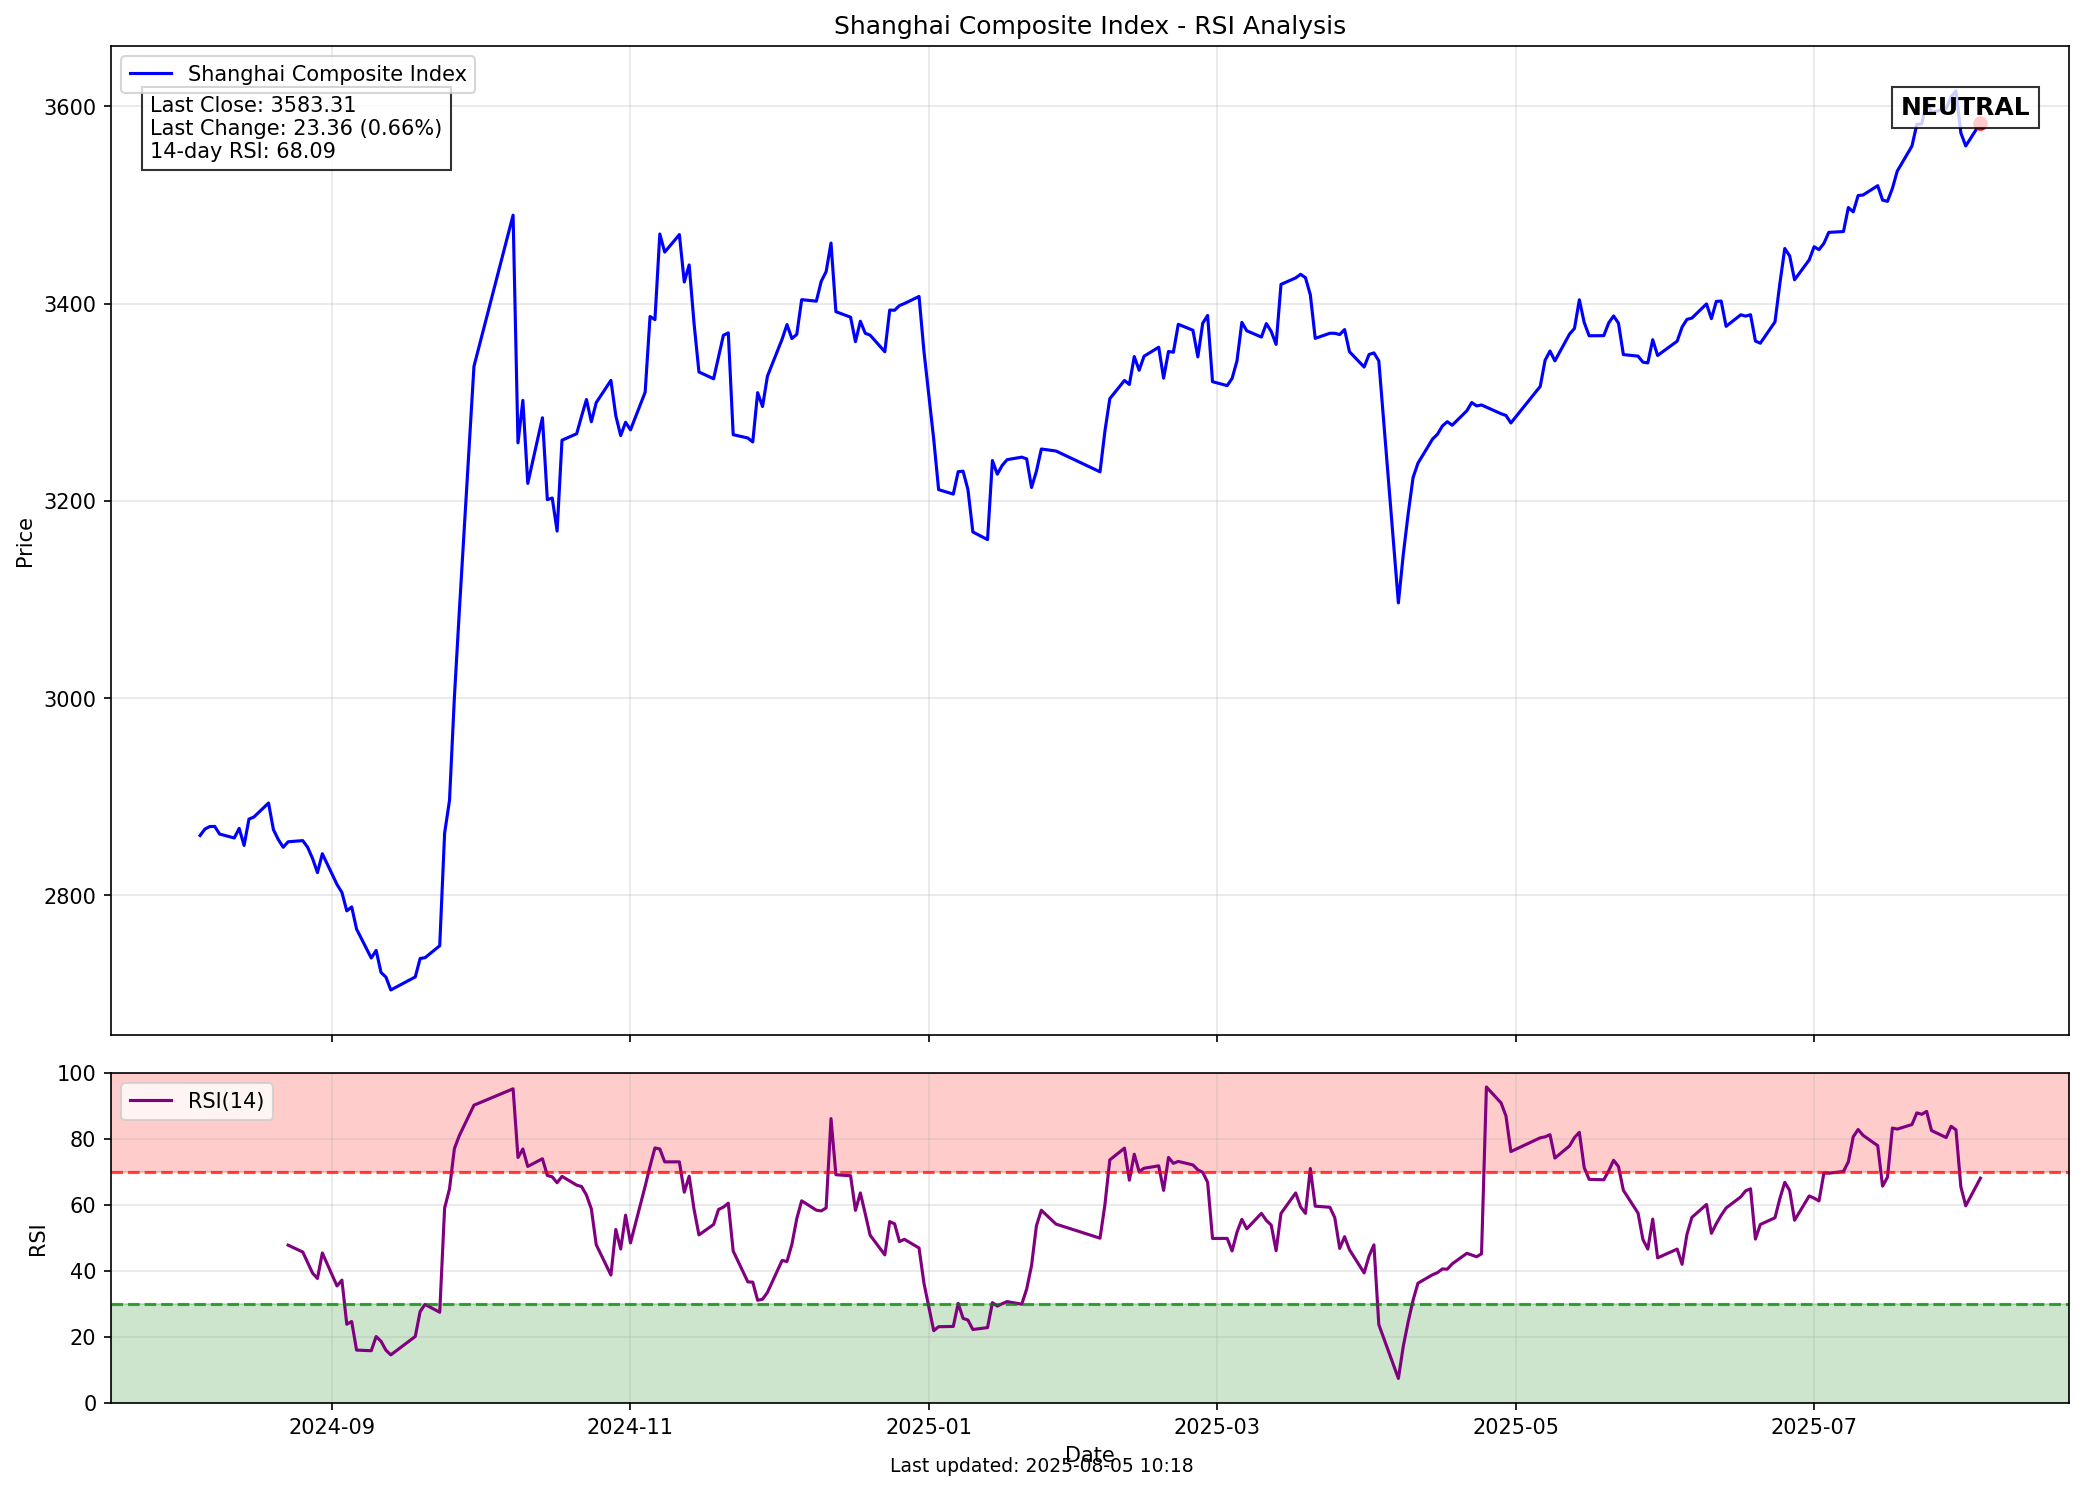 Shanghai Composite Index - RSI Analysis
Shanghai Composite Index
Last Close: 3583.31
Last Change: 23.36 (0.66%)
14-day RSI: 68.09
NEUTRAL
3600
3400
3200
3000
2800
Price
RSI(14)
100
80
60
40
20
0
RSI
2024-09
2024-11
2025-01
2025-03
2025-05
2025-07
Date
Last updated: 2025-08-05 10:18